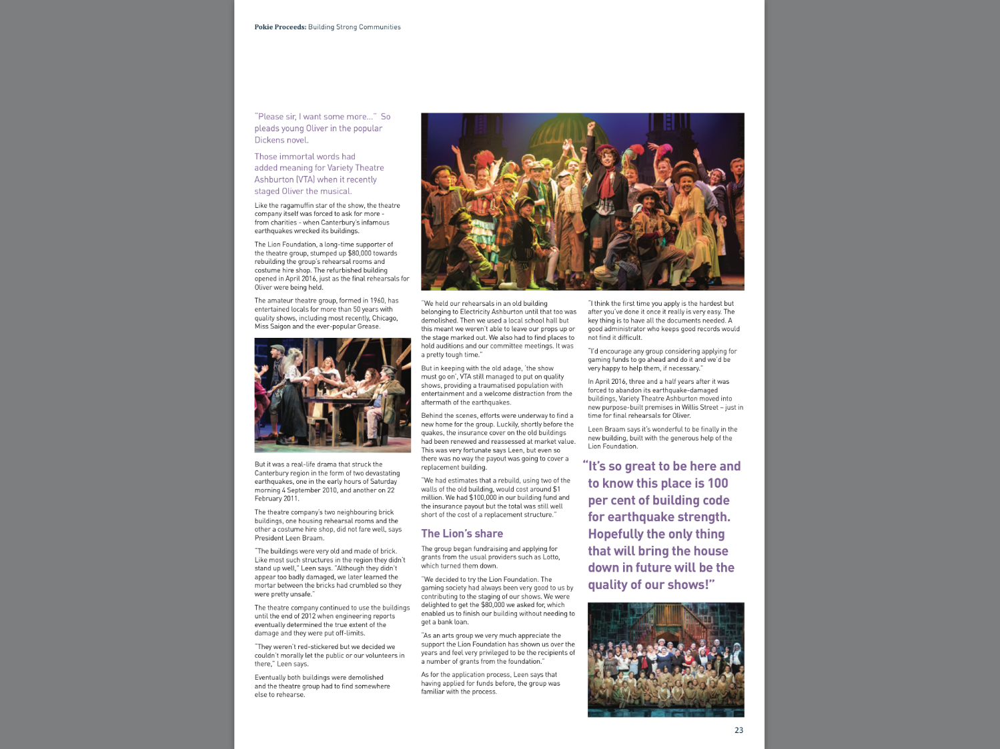 Pokie Proceeds: Building Strong Communities
“Please sir, I want some more...” So
pleads young Oliver in the popular
Dickens novel.
Those immortal words had
added meaning for Variety Theatre
Ashburton (VTA) when it recently
staged Oliver the musical.
Like the ragamuffin star of the show, the theatre
company itself was forced to ask for more -
from charities - when Canterbury’s infamous
earthquakes wrecked its buildings.
The Lion Foundation, a long-time supporter of
the theatre group, stumped up $80,000 towards
rebuilding the group’s rehearsal rooms and
costume hire shop. The refurbished building
opened in April 2016, just as the final rehearsals for
Oliver were being held.
The amateur theatre group, formed in 1960, has
entertained locals for more than 50 years with
quality shows, including most recently, Chicago,
Miss Saigon and the ever-popular Grease.
But it was a real-life drama that struck the
Canterbury region in the form of two devastating
earthquakes, one in the early hours of Saturday
morning 4 September 2010, and another on 22
February 2011.
The theatre company’s two neighbouring brick
buildings, one housing rehearsal rooms and the
other a costume hire shop, did not fare well, says
President Leen Braam.
“The buildings were very old and made of brick.
Like most such structures in the region they didn’t
stand up well,” Leen says. “Although they didn’t
appear too badly damaged, we later learned the
mortar between the bricks had crumbled so they
were pretty unsafe.”
The theatre company continued to use the buildings
until the end of 2012 when engineering reports
eventually determined the true extent of the
damage and they were put off-limits.
“They weren’t red-stickered but we decided we
couldn’t morally let the public or our volunteers in
there,” Leen says.
Eventually both buildings were demolished
and the theatre group had to find somewhere
else to rehearse.
“We held our rehearsals in an old building
belonging to Electricity Ashburton until that too was
demolished. Then we used a local school hall but
this meant we weren’t able to leave our props up or
the stage marked out. We also had to find places to
hold auditions and our committee meetings. It was
a pretty tough time.”
But in keeping with the old adage, ‘the show
must go on’, VTA still managed to put on quality
shows, providing a traumatised population with
entertainment and a welcome distraction from the
aftermath of the earthquakes.
Behind the scenes, efforts were underway to find a
new home for the group. Luckily, shortly before the
quakes, the insurance cover on the old buildings
had been renewed and reassessed at market value.
This was very fortunate says Leen, but even so
there was no way the payout was going to cover a
replacement building.
“We had estimates that a rebuild, using two of the
walls of the old building, would cost around $1
million. We had $100,000 in our building fund and
the insurance payout but the total was still well
short of the cost of a replacement structure.”
The Lion’s share
The group began fundraising and applying for
grants from the usual providers such as Lotto,
which turned them down.
“We decided to try the Lion Foundation. The
gaming society had always been very good to us by
contributing to the staging of our shows. We were
delighted to get the $80,000 we asked for, which
enabled us to finish our building without needing to
get a bank loan.
“As an arts group we very much appreciate the
support the Lion Foundation has shown us over the
years and feel very privileged to be the recipients of
a number of grants from the foundation.”
As for the application process, Leen says that
having applied for funds before, the group was
familiar with the process.
“I think the first time you apply is the hardest but
after you’ve done it once it really is very easy. The
key thing is to have all the documents needed. A
good administrator who keeps good records would
not find it difficult.
“I’d encourage any group considering applying for
gaming funds to go ahead and do it and we’d be
very happy to help them, if necessary.”
In April 2016, three and a half years after it was
forced to abandon its earthquake-damaged
buildings, Variety Theatre Ashburton moved into
new purpose-built premises in Willis Street – just in
time for final rehearsals for Oliver.
Leen Braam says it’s wonderful to be finally in the
new building, built with the generous help of the
Lion Foundation.
“It’s so great to be here and
to know this place is 100
per cent of building code
for earthquake strength.
Hopefully the only thing
that will bring the house
down in future will be the
quality of our shows!”
23